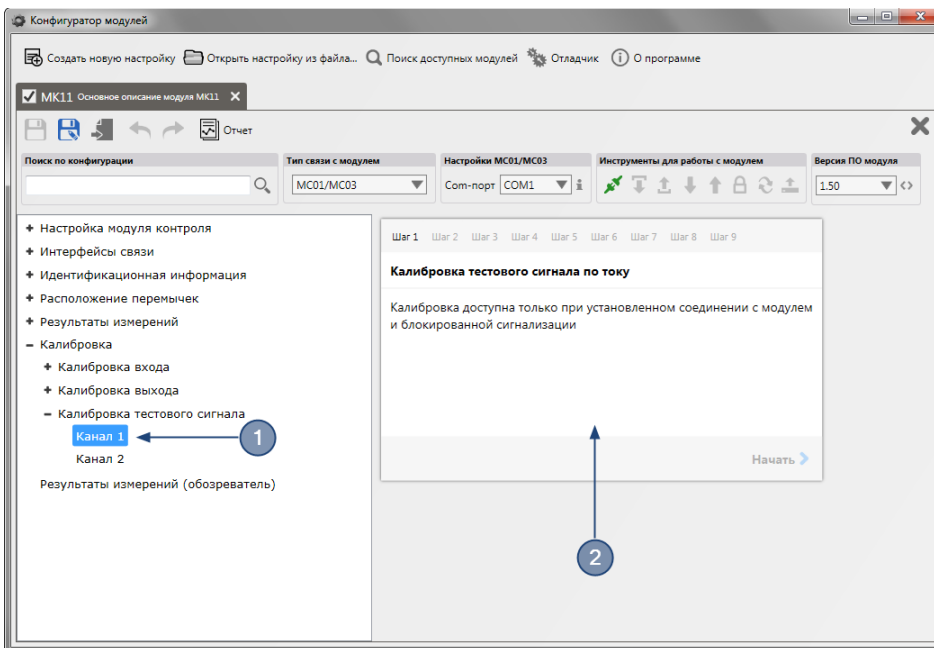 Конфигуратор модулей
Создать новую настройку Открыть настройку из файла... Поиск доступных модулей Отладчик О программе
МК11 Основное описание модуля МК11
Отчет
Поиск по конфигурации Тип связи с модулем Настройки МС01/МС03 Инструменты для работы с модулем Версия ПО модуля
МС01/МС03 Com-порт COM1 i 1.50
+ Настройка модуля контроля
+ Интерфейсы связи
+ Идентификационная информация
+ Расположение перемычек
+ Результаты измерений
– Калибровка
+ Калибровка входа
+ Калибровка выхода
– Калибровка тестового сигнала
Канал 1
Канал 2
Результаты измерений (обозреватель)
1
Шаг 1 Шаг 2 Шаг 3 Шаг 4 Шаг 5 Шаг 6 Шаг 7 Шаг 8 Шаг 9
Калибровка тестового сигнала по току
Калибровка доступна только при установленном соединении с модулем
и блокированной сигнализации
Начать
2